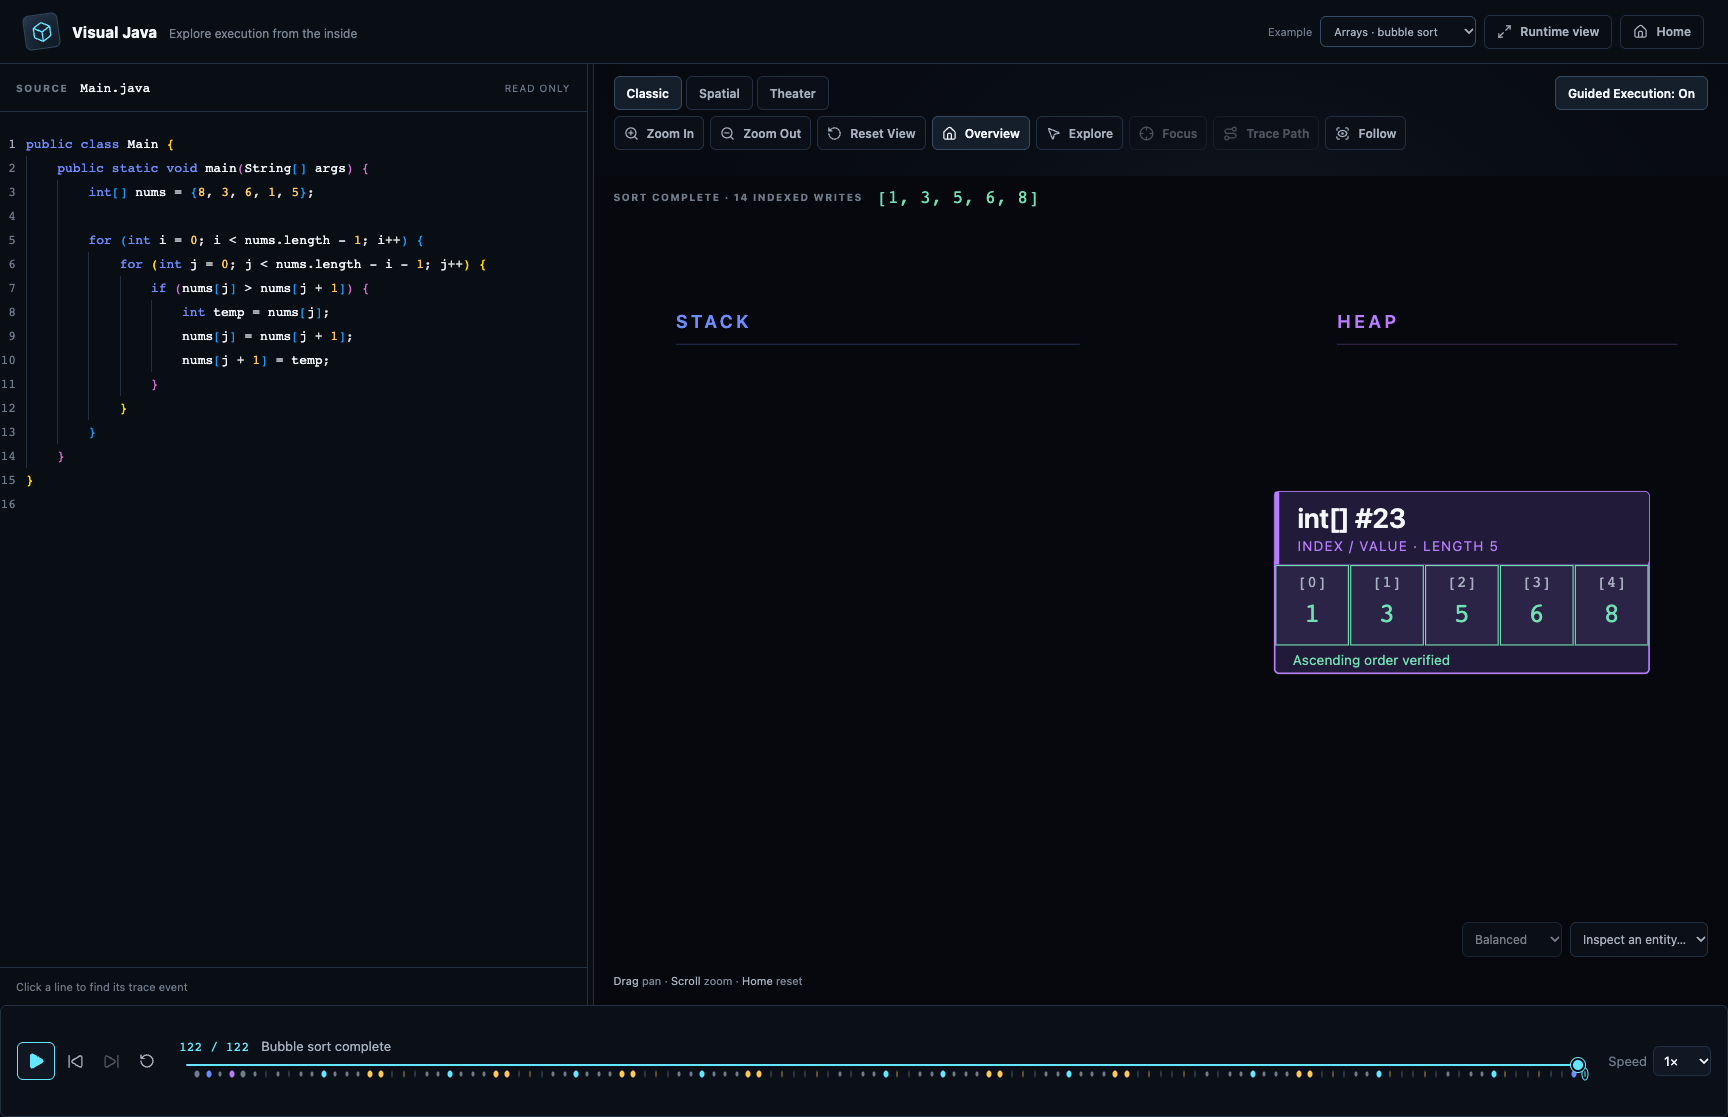 Visual Java Explore execution from the inside Example Arrays · bubble sort Runtime view Home
SOURCE Main.java READ ONLY
Classic Spatial Theater Guided Execution: On
Zoom In Zoom Out Reset View Overview Explore Focus Trace Path Follow
SORT COMPLETE · 14 INDEXED WRITES [1, 3, 5, 6, 8]
1 public class Main {
2     public static void main(String[] args) {
3         int[] nums = {8, 3, 6, 1, 5};
4
5         for (int i = 0; i < nums.length - 1; i++) {
6             for (int j = 0; j < nums.length - i - 1; j++) {
7                 if (nums[j] > nums[j + 1]) {
8                     int temp = nums[j];
9                     nums[j] = nums[j + 1];
10                     nums[j + 1] = temp;
11                 }
12             }
13         }
14     }
15 }
16
STACK HEAP
int[] #23
INDEX / VALUE · LENGTH 5
[0] [1] [2] [3] [4]
1 3 5 6 8
Ascending order verified
Balanced Inspect an entity...
Drag pan · Scroll zoom · Home reset
Click a line to find its trace event
122 / 122 Bubble sort complete
Speed 1×